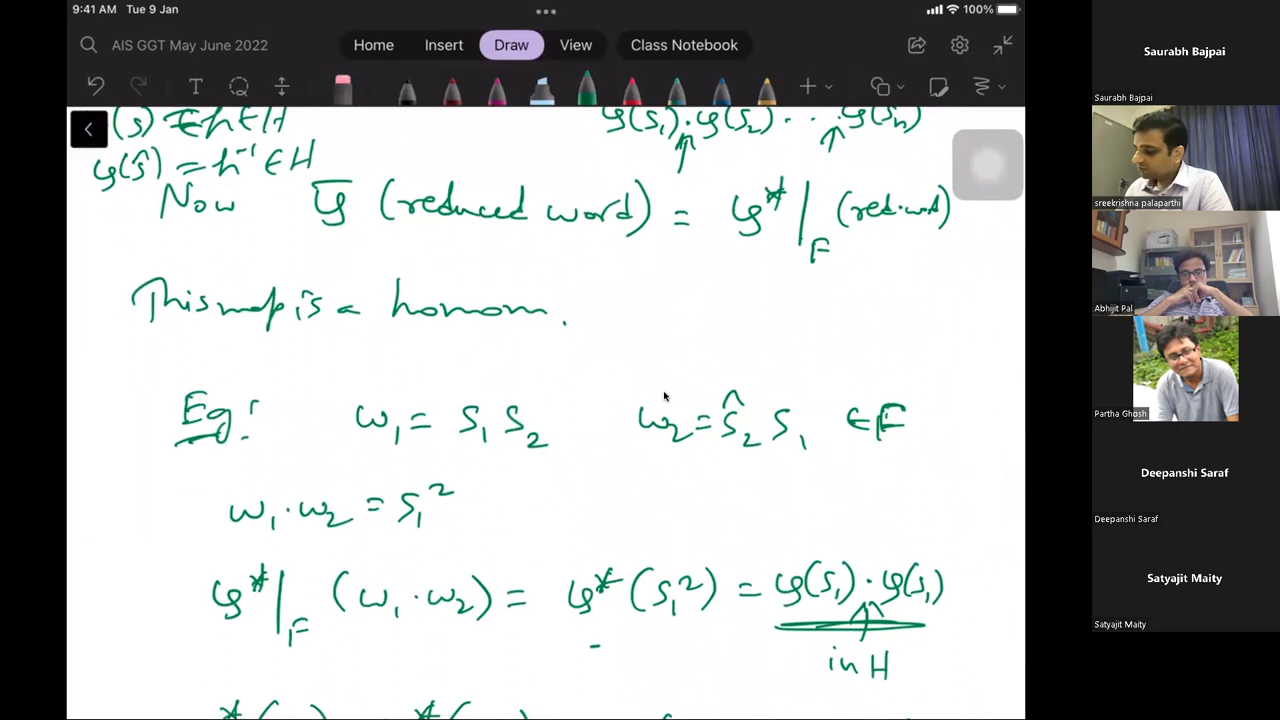 9:41 AM Tue 9 Jan
100%
AIS GGT May June 2022
Home Insert Draw View Class Notebook
φ(s1)·φ(s2)···φ(sn)
φ(ŝ) = h⁻¹ ∈ H
Now φ̅ (reduced word) = φ*|F (red·wrd)
This map is a homom.
Eg: w1 = s1 s2 w2 = ŝ2 s1 ∈ F
w1·w2 = s1²
φ*|F (w1·w2) = φ*(s1²) = φ(s1)·φ(s1)
in H
Saurabh Bajpai
Saurabh Bajpai
sreekrishna palaparthi
Abhijit Pal
Partha Ghosh
Deepanshi Saraf
Deepanshi Saraf
Satyajit Maity
Satyajit Maity